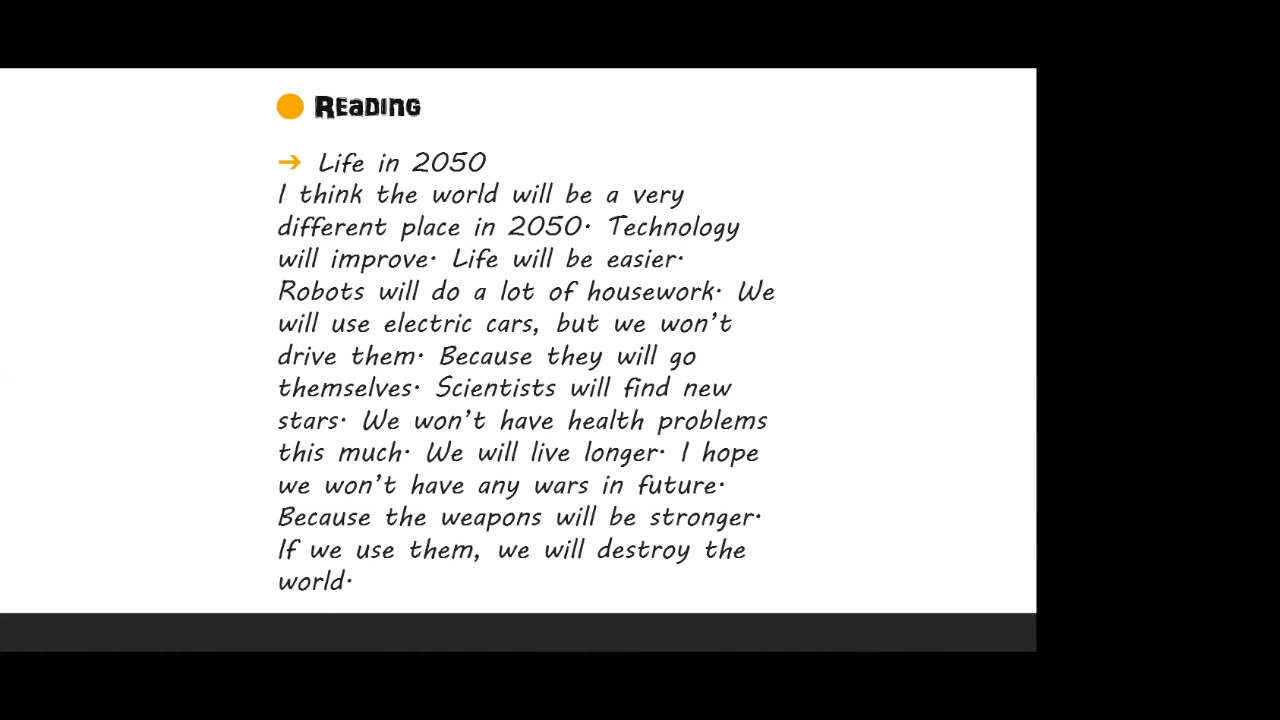 Reading
➔ Life in 2050
I think the world will be a very
different place in 2050. Technology
will improve. Life will be easier.
Robots will do a lot of housework. We
will use electric cars, but we won't
drive them. Because they will go
themselves. Scientists will find new
stars. We won't have health problems
this much. We will live longer. I hope
we won't have any wars in future.
Because the weapons will be stronger.
If we use them, we will destroy the
world.